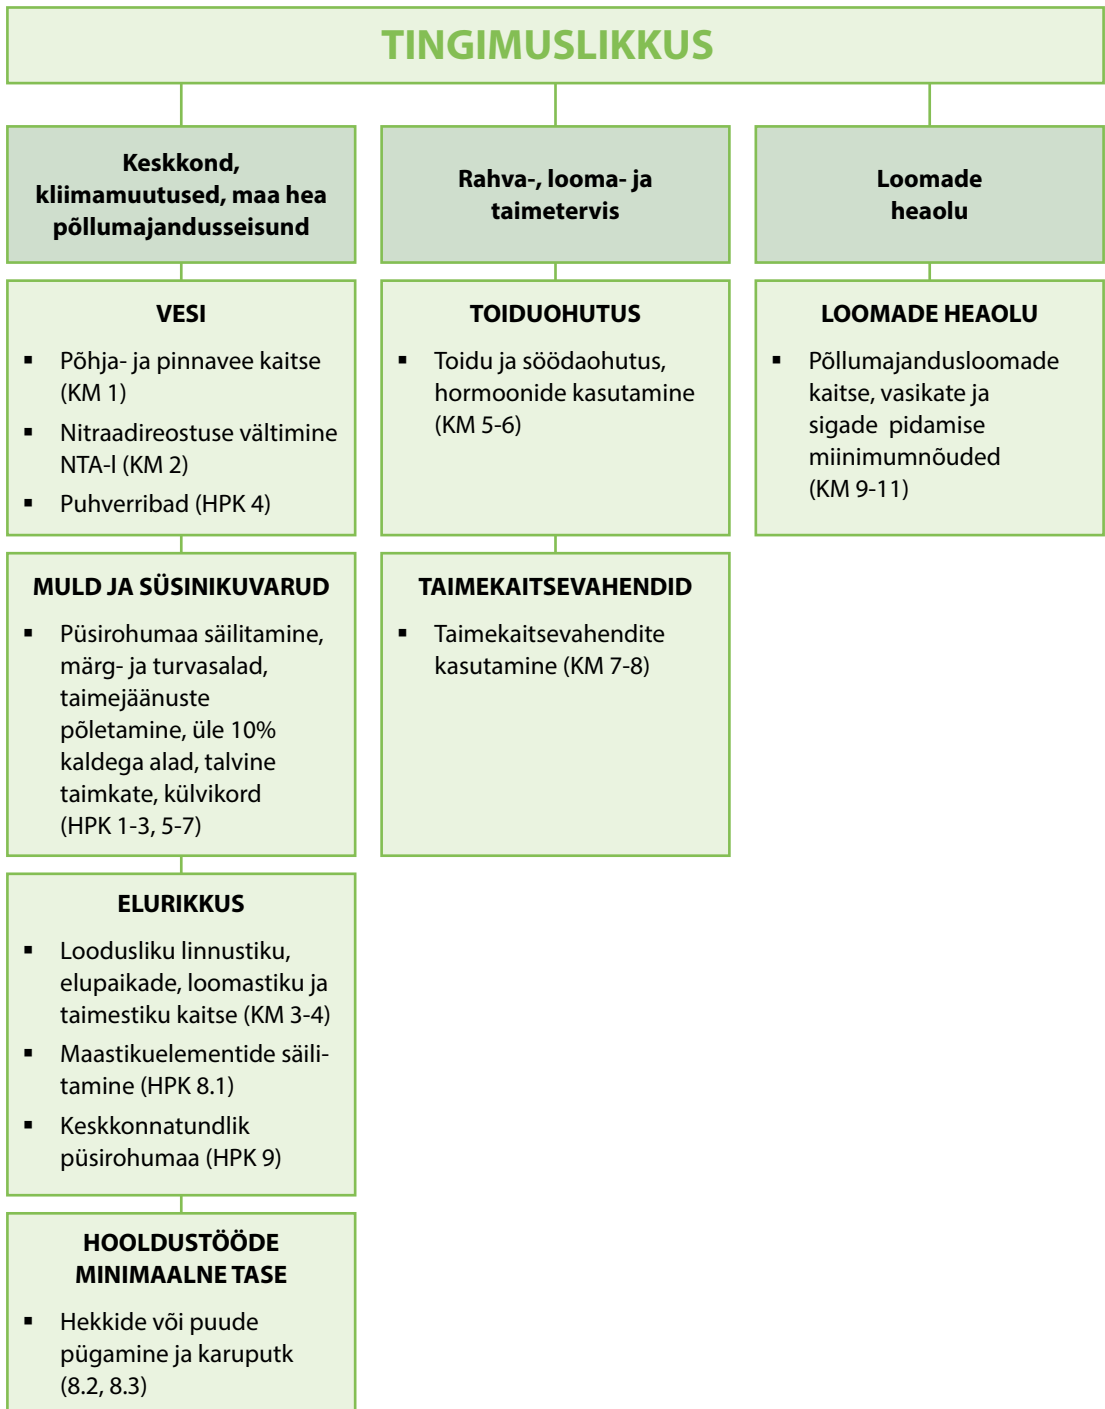 TINGIMUSLIKKUS
Keskkond,
kliimamuutused, maa hea
põllumajandusseisund
VESI
▪ Põhja- ja pinnavee kaitse
(KM 1)
▪ Nitraadireostuse vältimine
NTA-l (KM 2)
▪ Puhverribad (HPK 4)
MULD JA SÜSINIKUVARUD
▪ Püsirohumaa säilitamine,
märg- ja turvasalad,
taimejäänuste
põletamine, üle 10%
kaldega alad, talvine
taimkate, külvikord
(HPK 1-3, 5-7)
ELURIKKUS
▪ Loodusliku linnustiku,
elupaikade, loomastiku ja
taimestiku kaitse (KM 3-4)
▪ Maastikuelementide säili-
tamine (HPK 8.1)
▪ Keskkonnatundlik
püsirohumaa (HPK 9)
HOOLDUSTÖÖDE
MINIMAALNE TASE
▪ Hekkide või puude
pügamine ja karuputk
(8.2, 8.3)
Rahva-, looma- ja
taimetervis
TOIDUOHUTUS
▪ Toidu ja söödaohutus,
hormoonide kasutamine
(KM 5-6)
TAIMEKAITSEVAHENDID
▪ Taimekaitsevahendite
kasutamine (KM 7-8)
Loomade
heaolu
LOOMADE HEAOLU
▪ Põllumajandusloomade
kaitse, vasikate ja
sigade pidamise
miinimumnõuded
(KM 9-11)